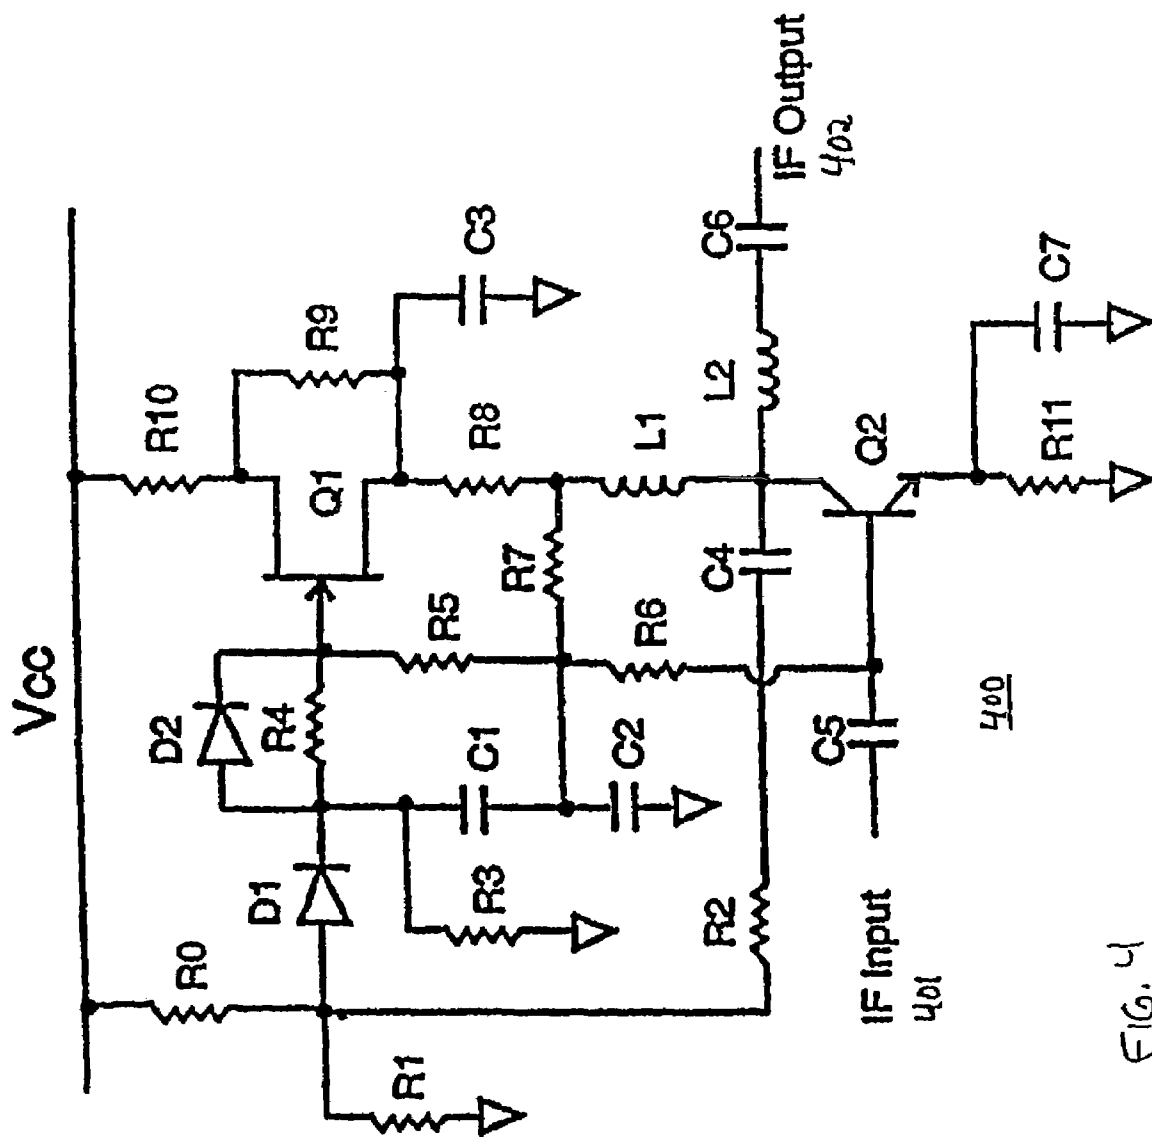 Vcc
R0
R10
D2
D1
R4
Q1
R9
C3
R1
R3
C1
R5
R8
C2
R7
L1
R2
R6
C4
L2
C6
IF Output
402
IF Input
401
C5
Q2
400
R11
C7
FIG. 4